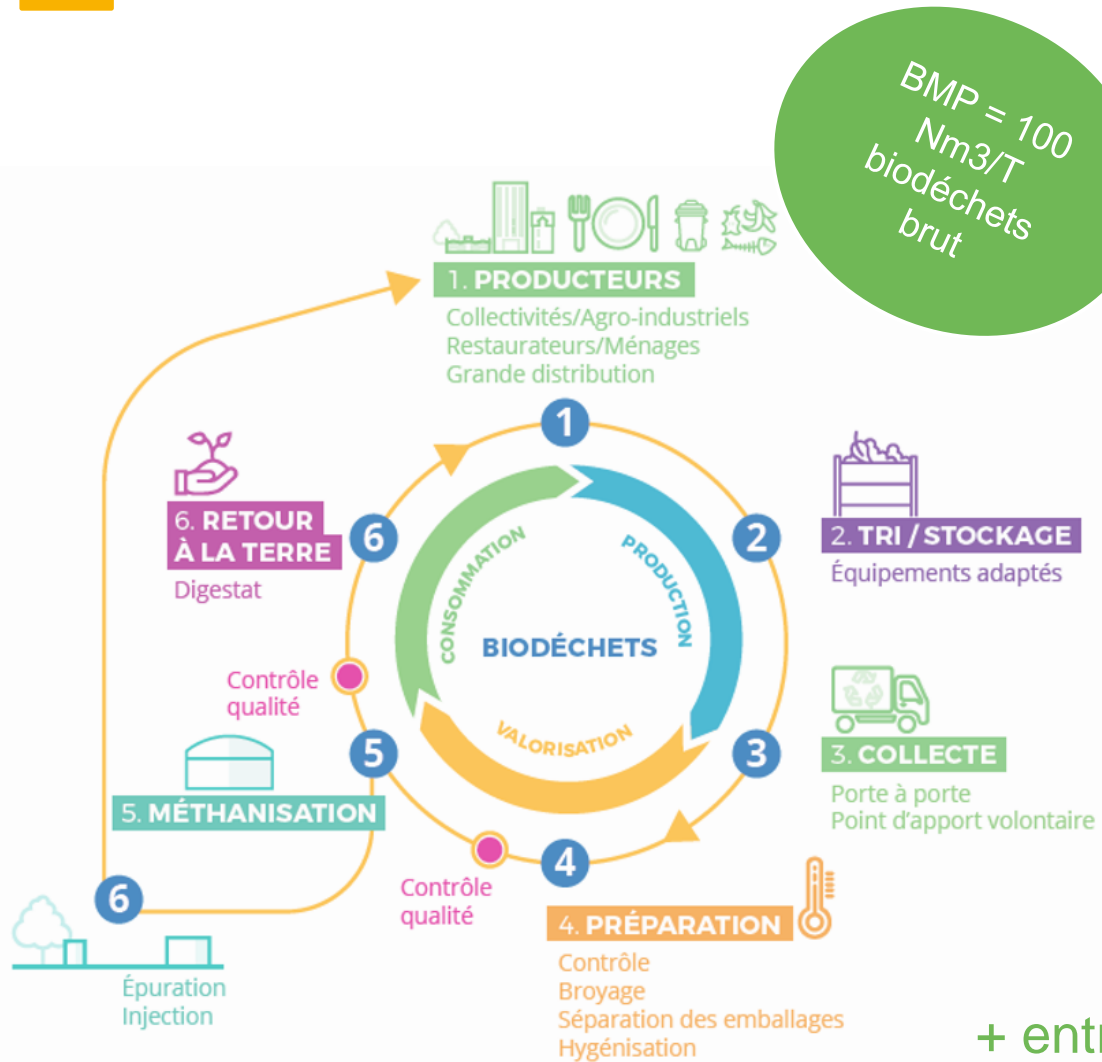 BMP = 100
Nm3/T
biodéchets
brut
1. PRODUCTEURS
Collectivités/Agro-industriels
Restaurateurs/Ménages
Grande distribution
1
2
2. TRI / STOCKAGE
Équipements adaptés
3
3. COLLECTE
Porte à porte
Point d'apport volontaire
4
4. PRÉPARATION
Contrôle
Broyage
Séparation des emballages
Hygénisation
Contrôle
qualité
5
5. MÉTHANISATION
Contrôle
qualité
6
6. RETOUR
À LA TERRE
Digestat
6
Épuration
Injection
CONSOMMATION
PRODUCTION
BIODÉCHETS
VALORISATION
+ entr